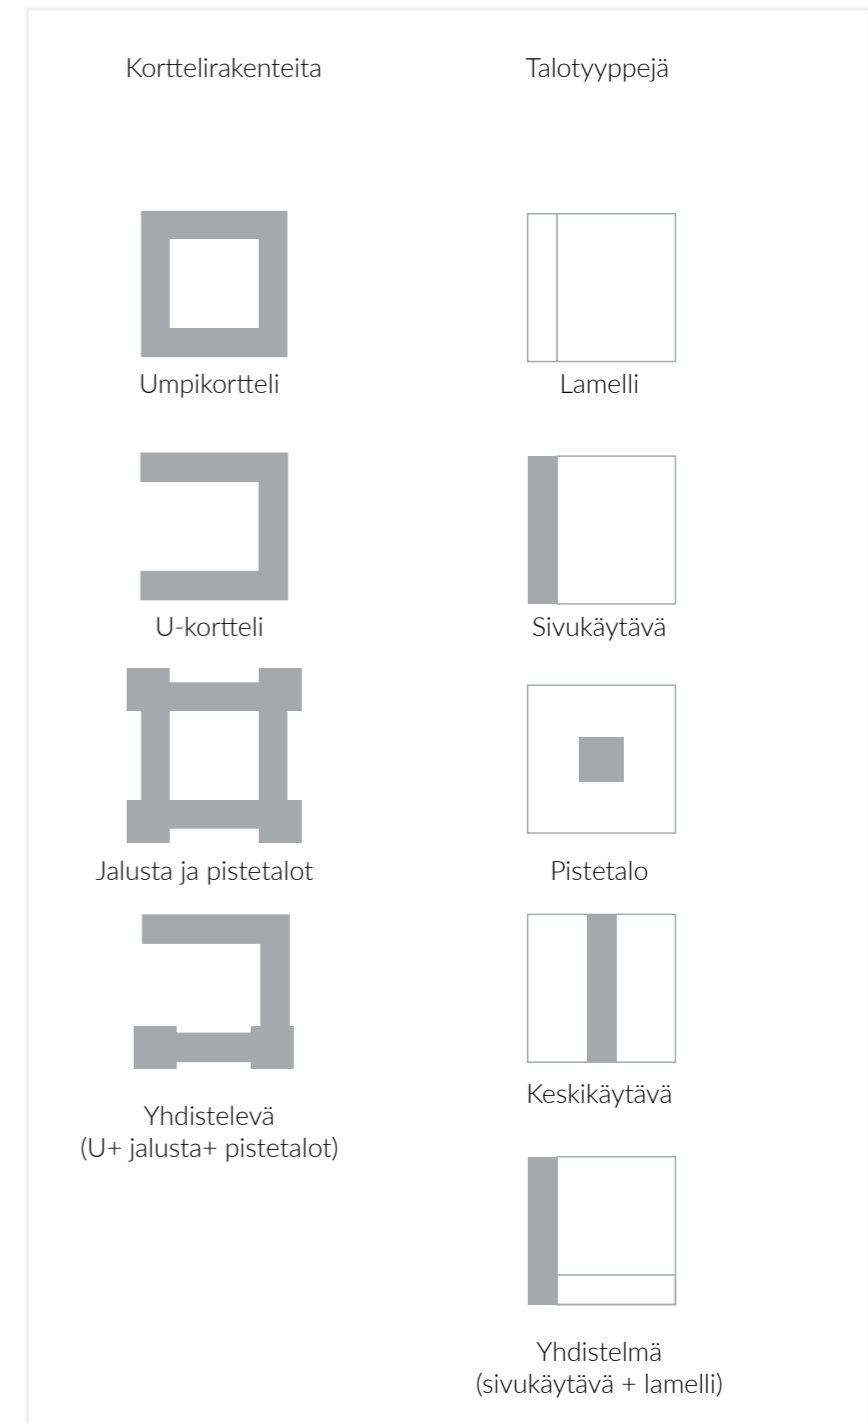 Korttelirakenteita
Umpikortteli
U-kortteli
Jalusta ja pistetalot
Yhdistelevä
(U+ jalusta+ pistetalot)
Talotyyppejä
Lamelli
Sivukäytävä
Pistetalo
Keskikäytävä
Yhdistelmä
(sivukäytävä + lamelli)